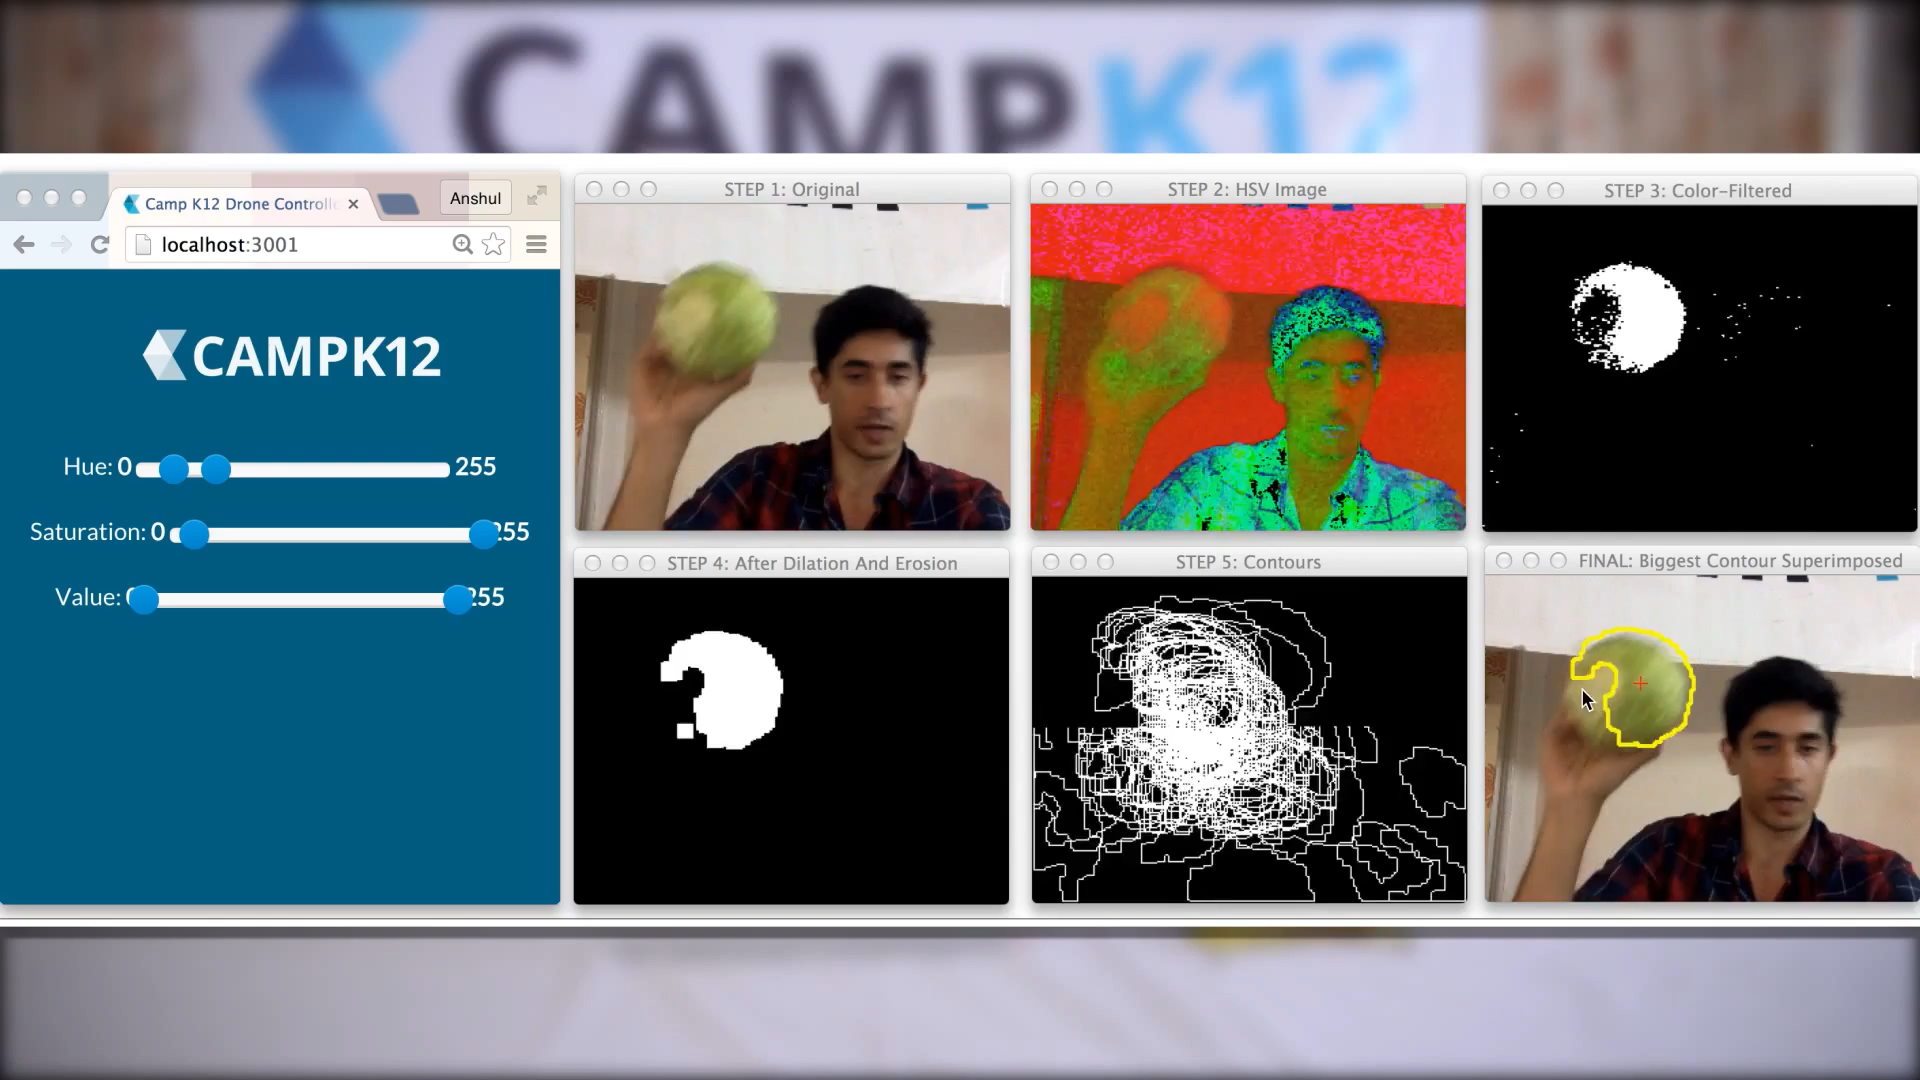 CAMPK12
Camp K12 Drone Controlle
Anshul
localhost:3001
CAMPK12
Hue: 0 255
Saturation: 0 255
Value: 0 255
STEP 1: Original
STEP 2: HSV Image
STEP 3: Color-Filtered
STEP 4: After Dilation And Erosion
STEP 5: Contours
FINAL: Biggest Contour Superimposed